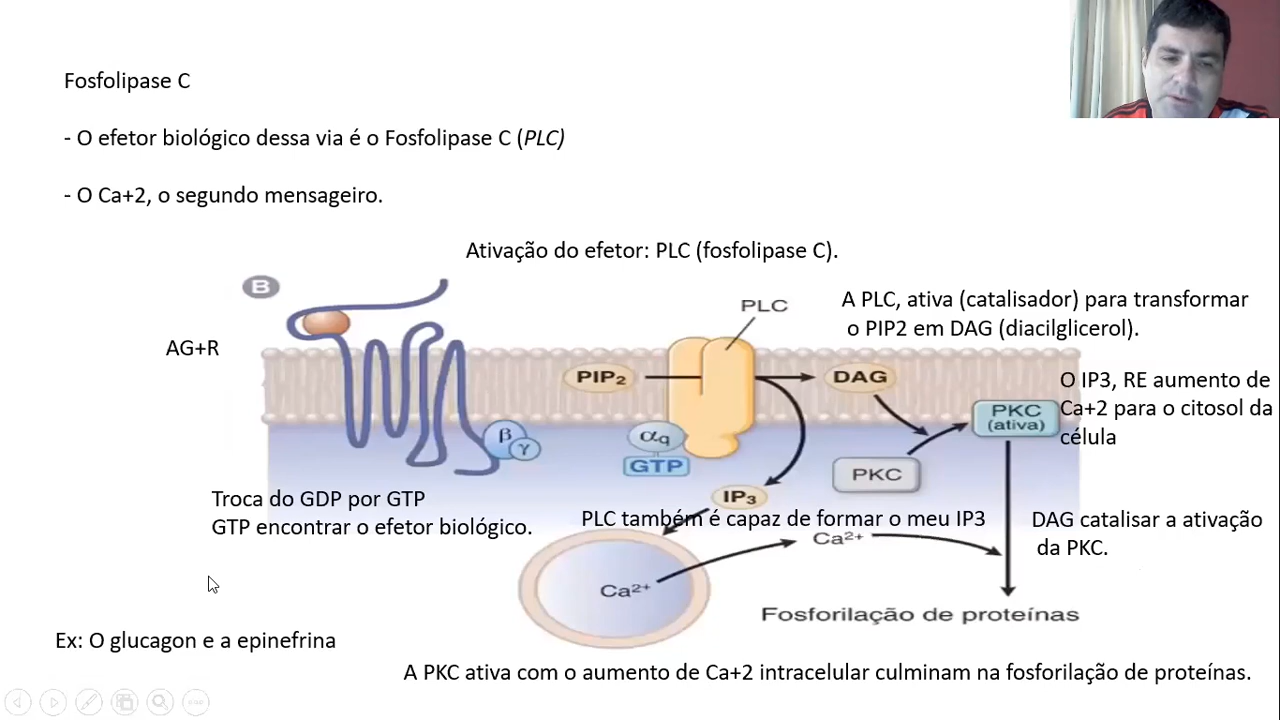 Fosfolipase C
- O efetor biológico dessa via é o Fosfolipase C (PLC)
- O Ca+2, o segundo mensageiro.
Ativação do efetor: PLC (fosfolipase C).
B
PLC
A PLC, ativa (catalisador) para transformar
o PIP2 em DAG (diacilglicerol).
AG+R
PIP₂
DAG
O IP3, RE aumento de
Ca+2 para o citosol da
célula
PKC
(ativa)
β
γ
αq
GTP
PKC
IP₃
Troca do GDP por GTP
GTP encontrar o efetor biológico.
PLC também é capaz de formar o meu IP3
DAG catalisar a ativação
da PKC.
Ca²⁺
Ca²⁺
Fosforilação de proteínas
Ex: O glucagon e a epinefrina
A PKC ativa com o aumento de Ca+2 intracelular culminam na fosforilação de proteínas.